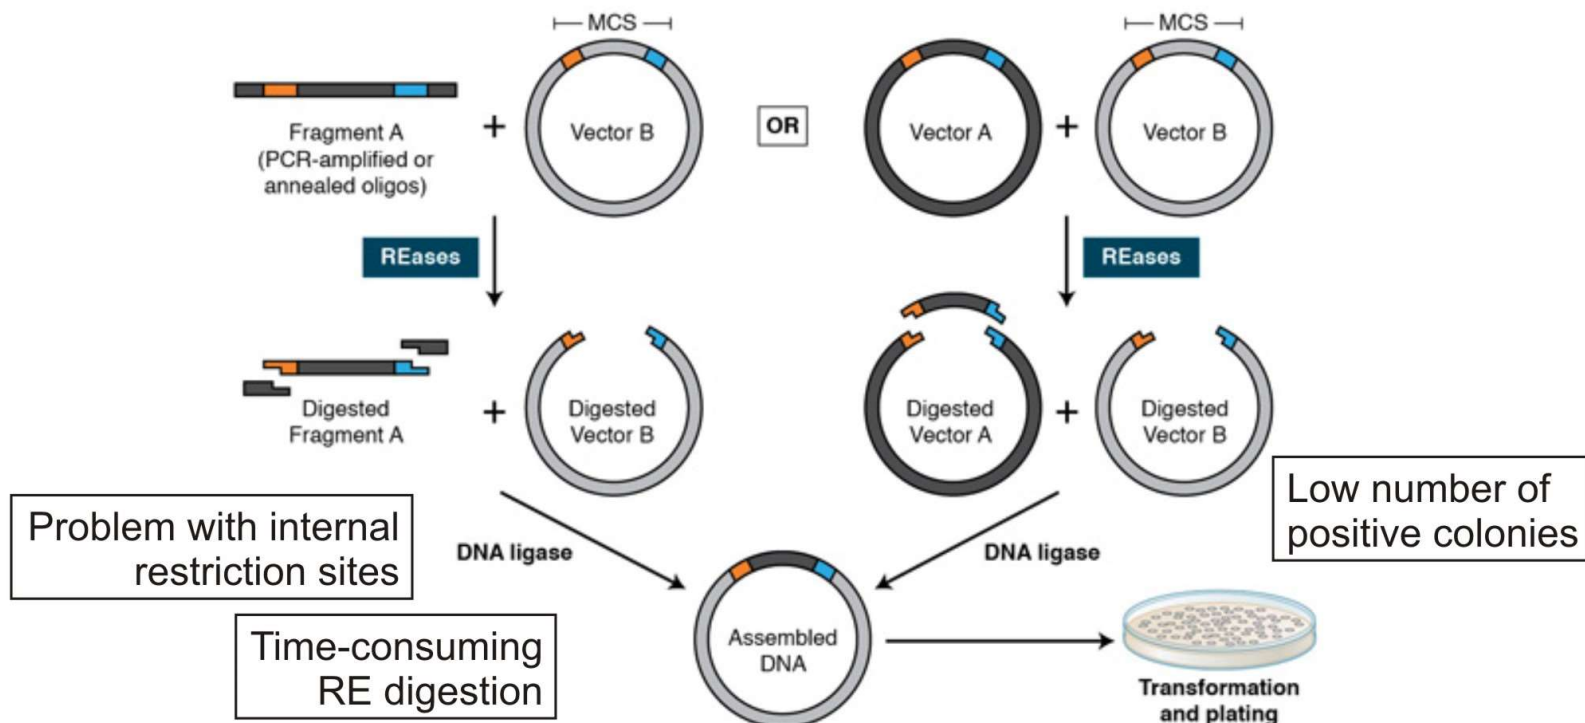 MCS
MCS
Fragment A
(PCR-amplified or
annealed oligos)
+
Vector B
OR
Vector A
+
Vector B
REases
REases
Digested
Fragment A
+
Digested
Vector B
Digested
Vector A
+
Digested
Vector B
Problem with internal
restriction sites
Low number of
positive colonies
DNA ligase
DNA ligase
Time-consuming
RE digestion
Assembled
DNA
Transformation
and plating